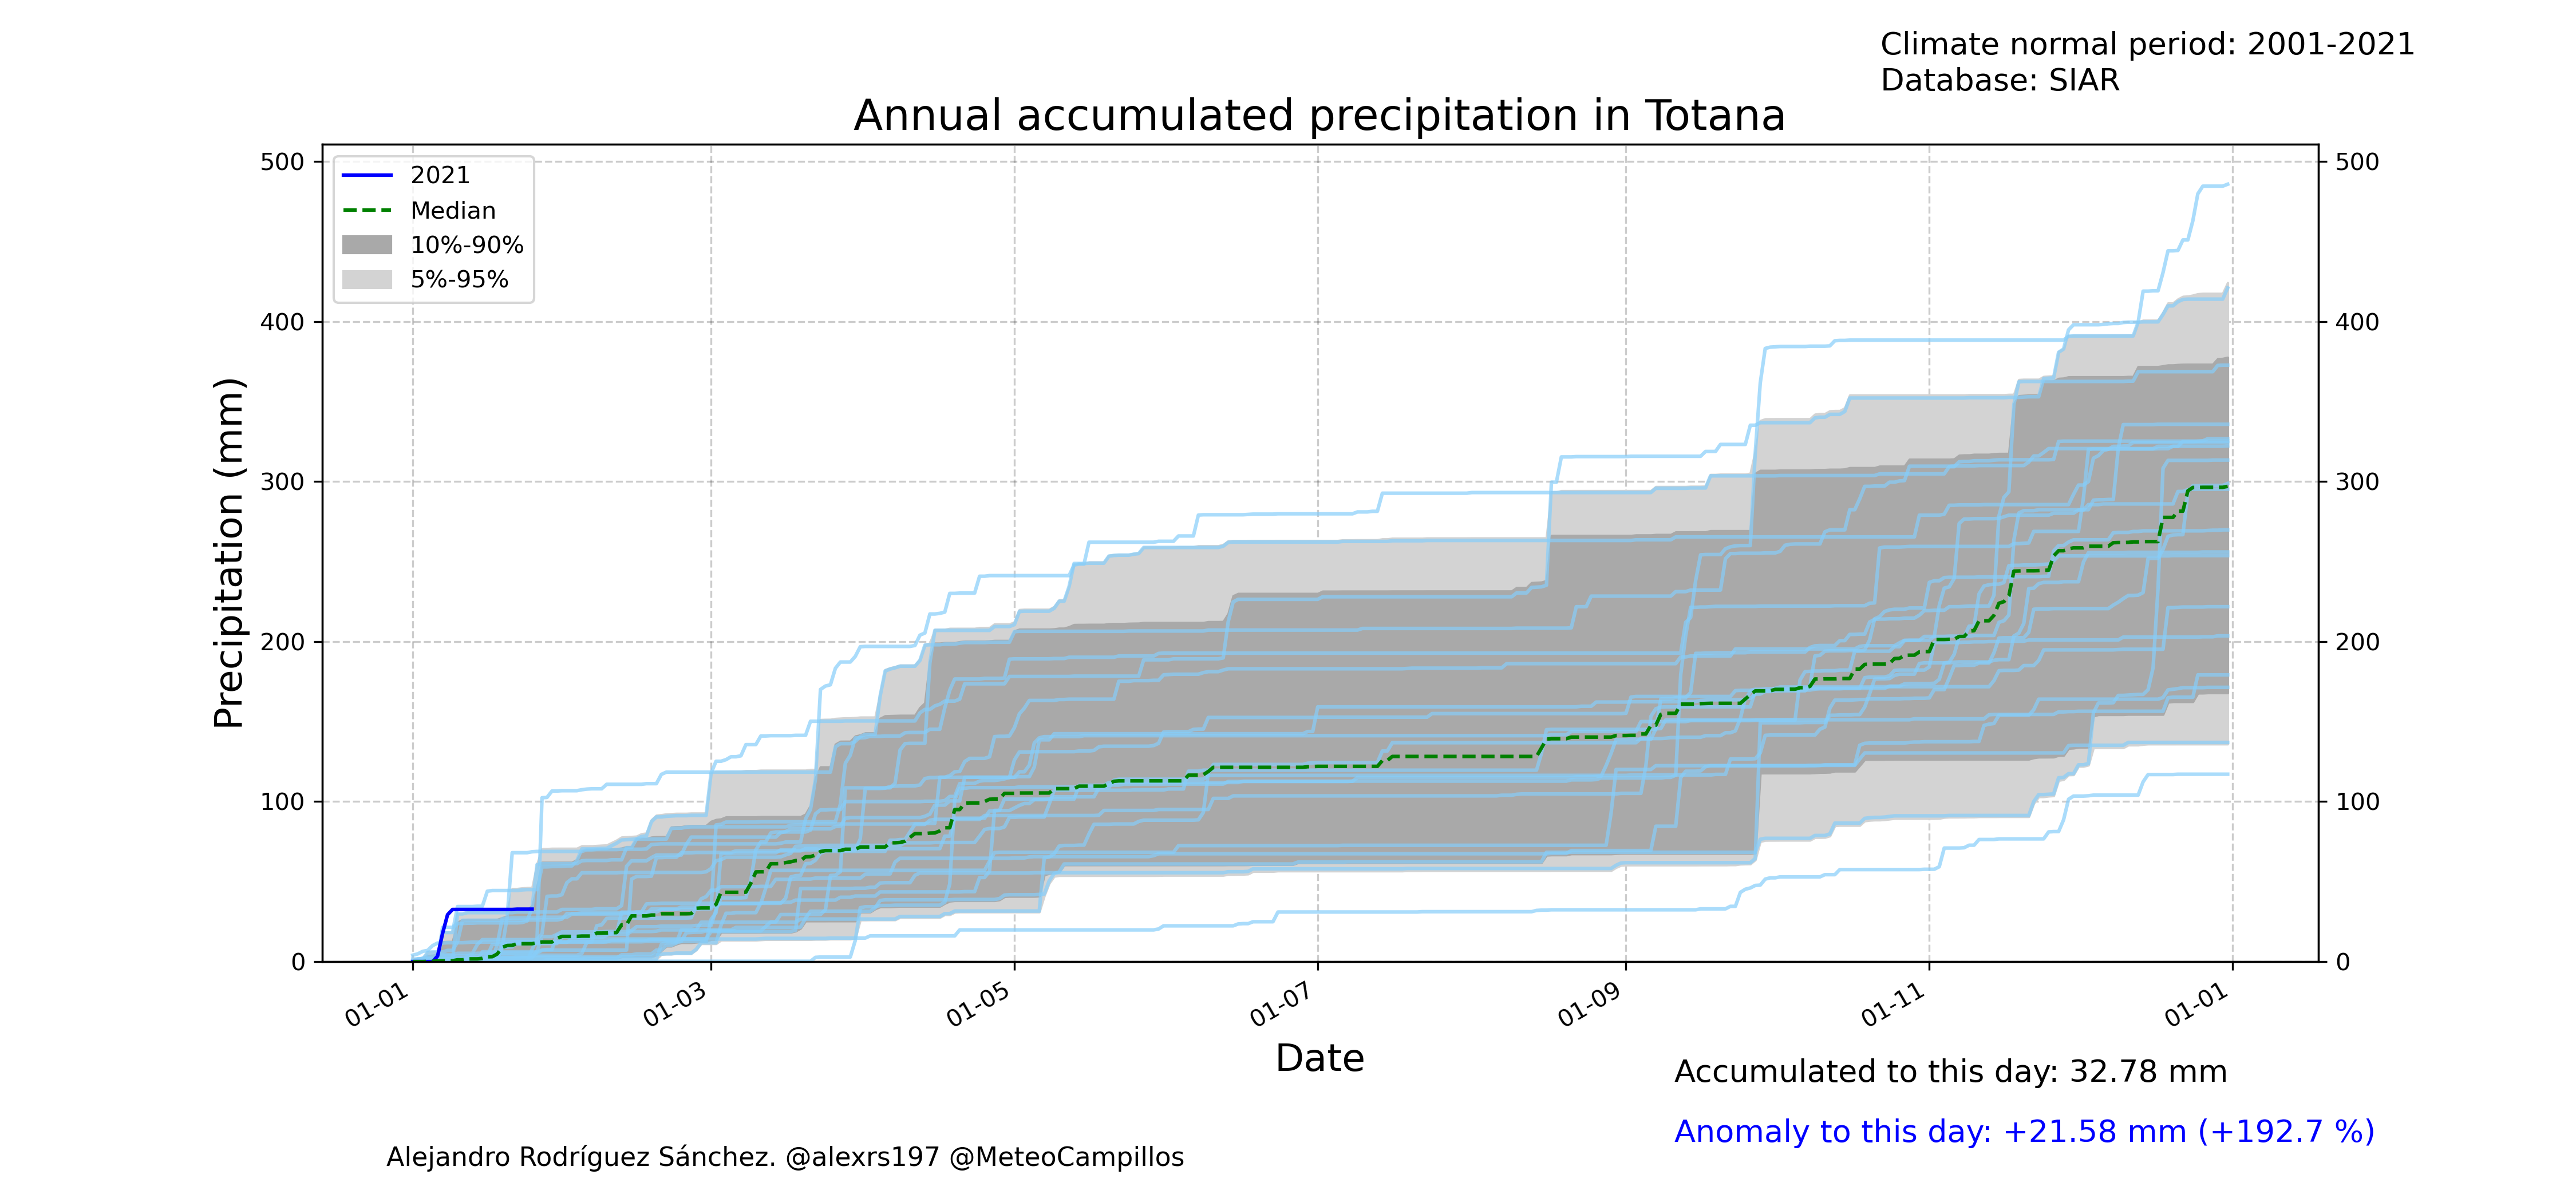 Climate normal period: 2001-2021
Database: SIAR
Annual accumulated precipitation in Totana
2021
Median
10%-90%
5%-95%
Precipitation (mm)
500
400
300
200
100
0
500
400
300
200
100
0
01-01
01-03
01-05
01-07
01-09
01-11
01-01
Date
Accumulated to this day: 32.78 mm
Anomaly to this day: +21.58 mm (+192.7 %)
Alejandro Rodríguez Sánchez. @alexrs197 @MeteoCampillos